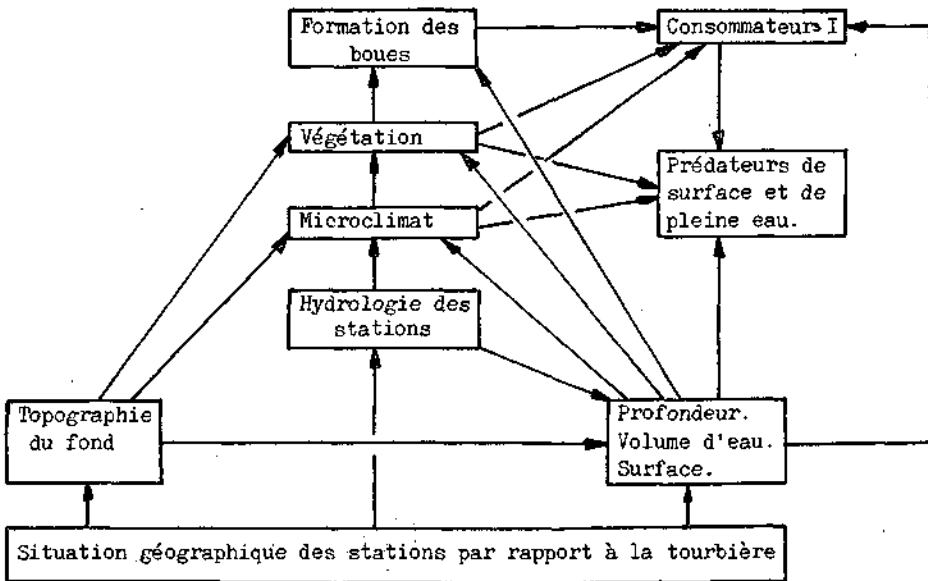 Formation des
boues
Consommateurs I
Végétation
Prédateurs de
surface et de
pleine eau.
Microclimat
Hydrologie des
stations
Topographie
du fond
Profondeur.
Volume d'eau.
Surface.
Situation géographique des stations par rapport à la tourbière